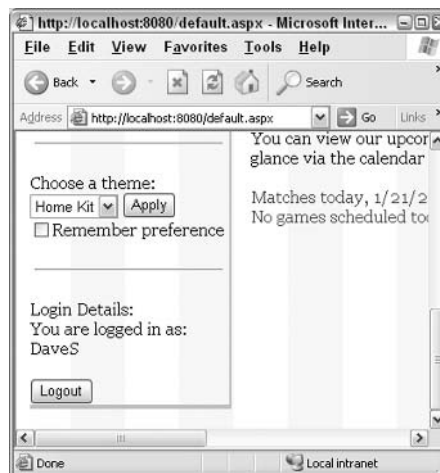 http://localhost:8080/default.aspx - Microsoft Inter...
File Edit View Favorites Tools Help
Back Search
Address http://localhost:8080/default.aspx Go Links
You can view our upcor
glance via the calendar
Choose a theme:
Home Kit Apply
Remember preference
Matches today, 1/21/2
No games scheduled to
Login Details:
You are logged in as:
DaveS
Logout
Done Local intranet